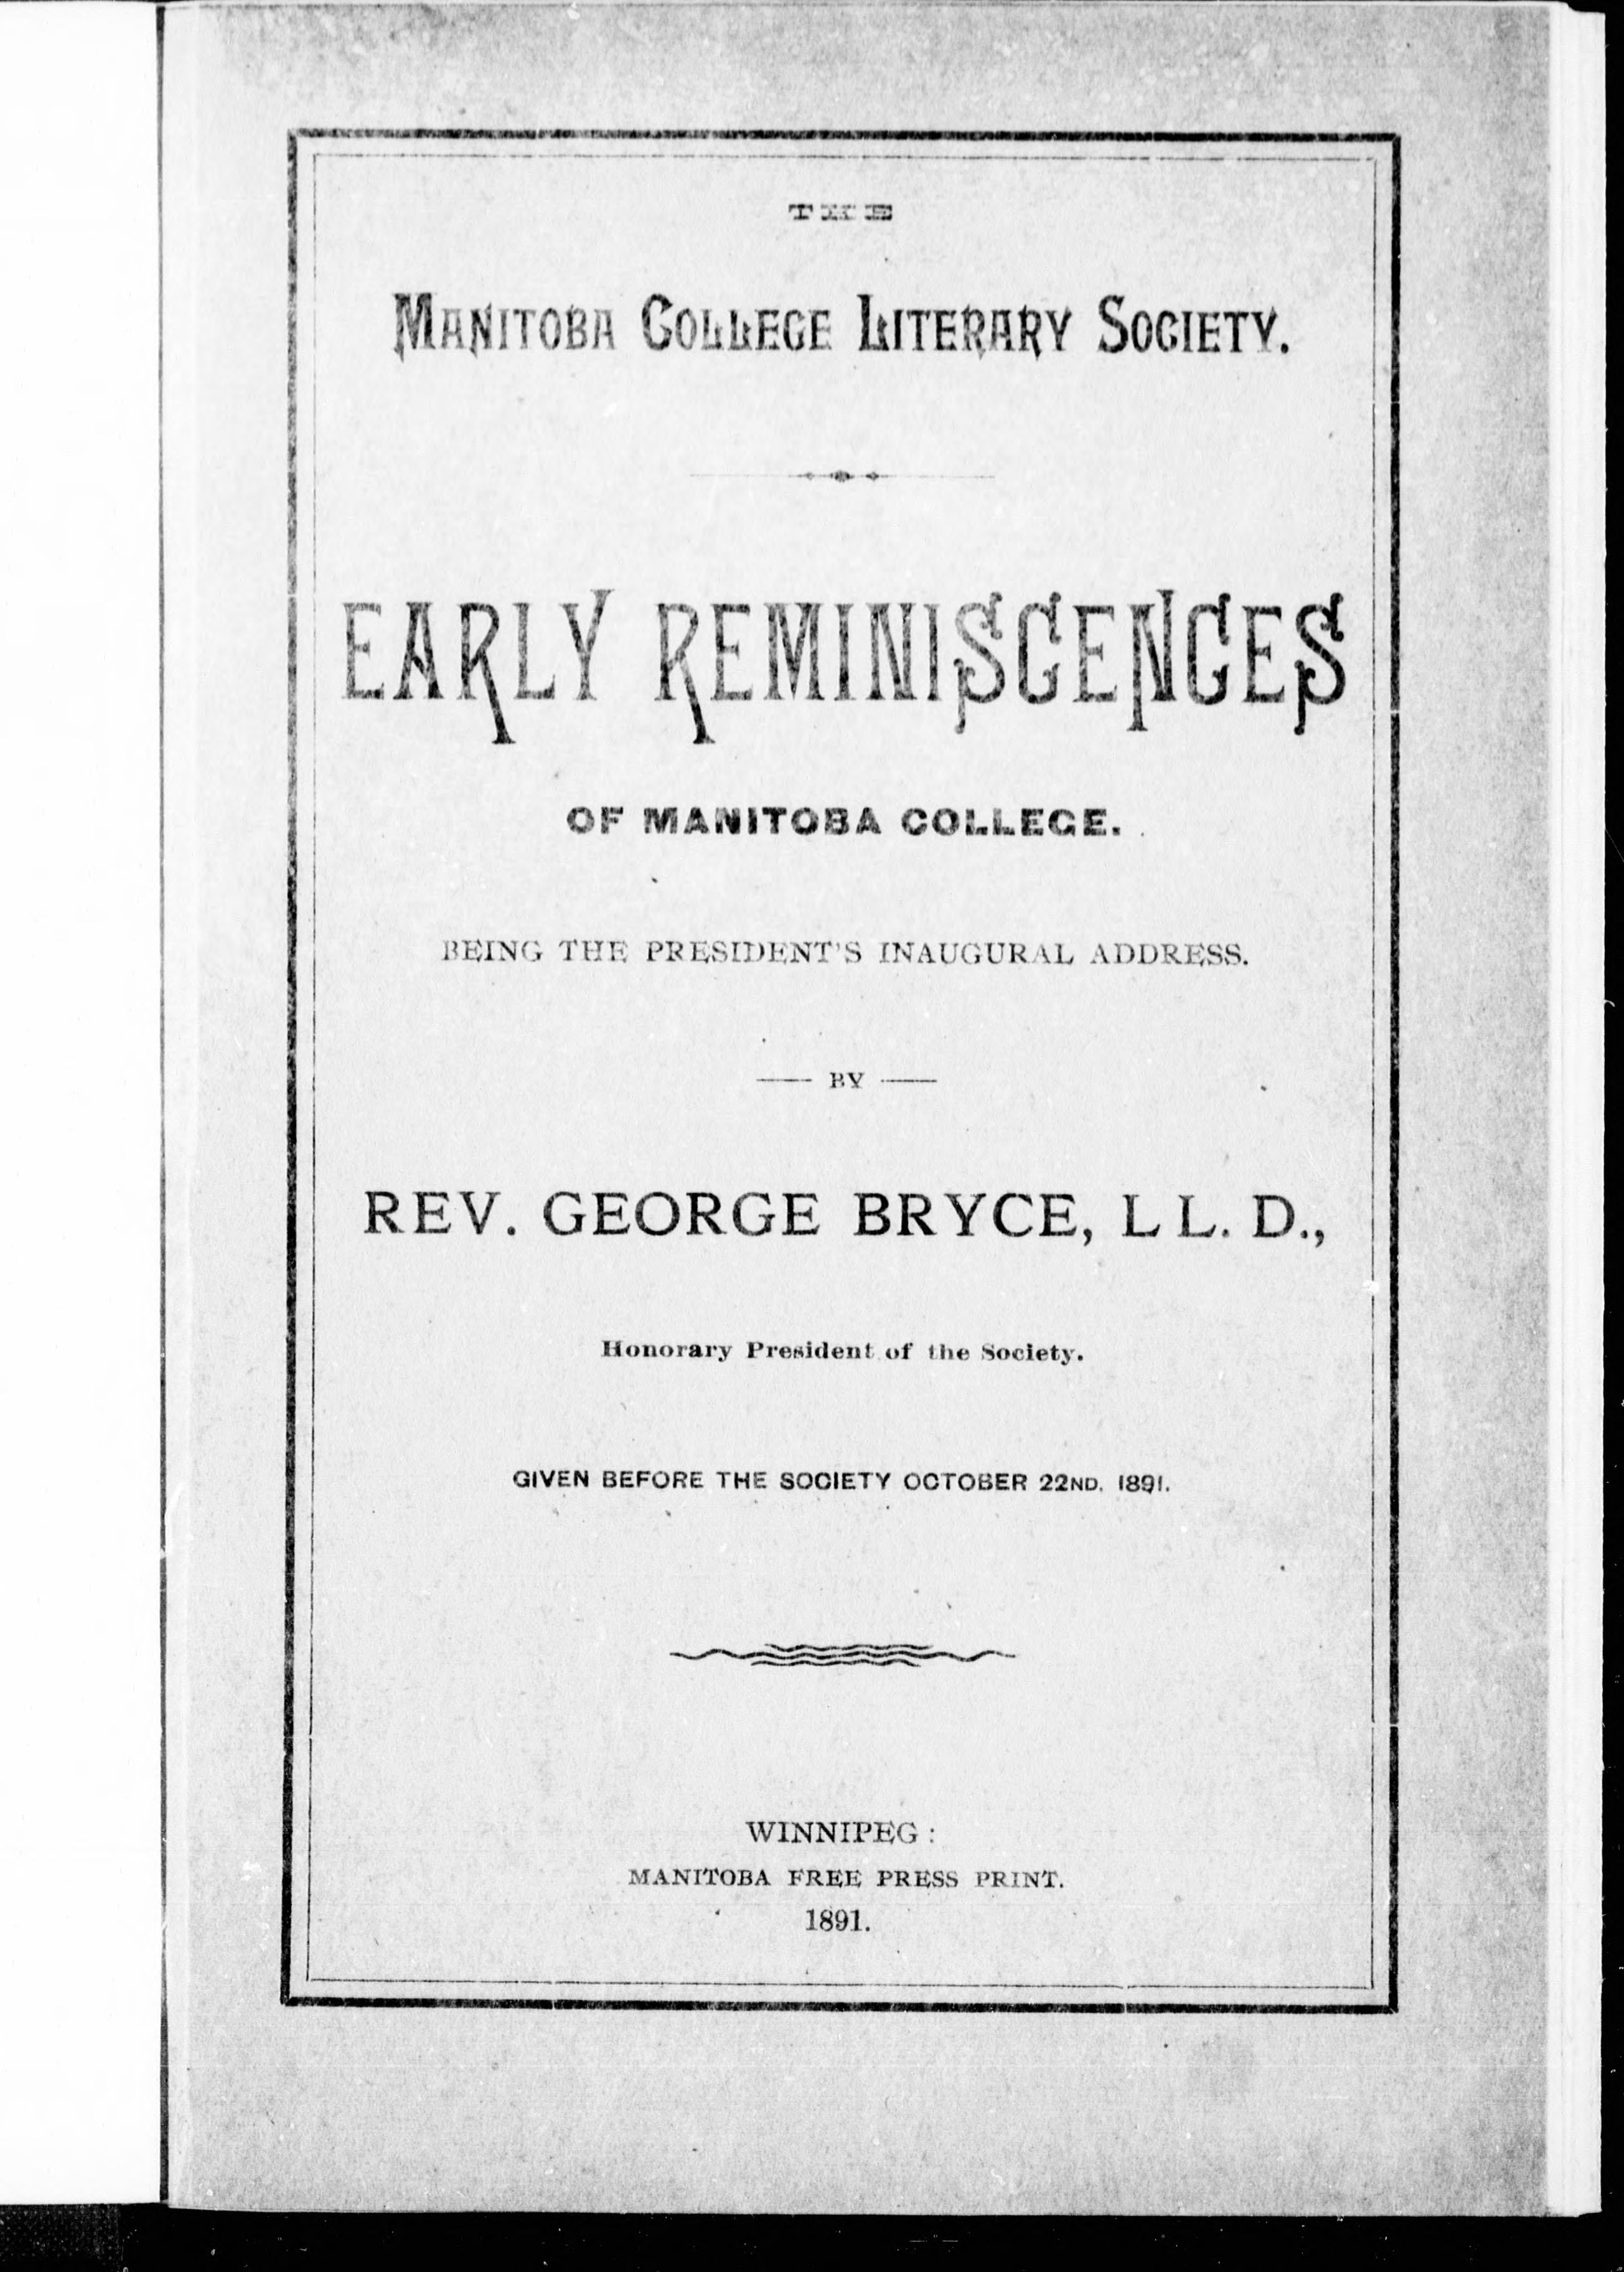 THE
MANITOBA COLLEGE LITERARY SOCIETY.
EARLY REMINISCENCES
OF MANITOBA COLLEGE.
BEING THE PRESIDENT'S INAUGURAL ADDRESS.
— BY —
REV. GEORGE BRYCE, LL. D.,
Honorary President of the Society.
GIVEN BEFORE THE SOCIETY OCTOBER 22ND. 1891.
WINNIPEG :
MANITOBA FREE PRESS PRINT.
1891.